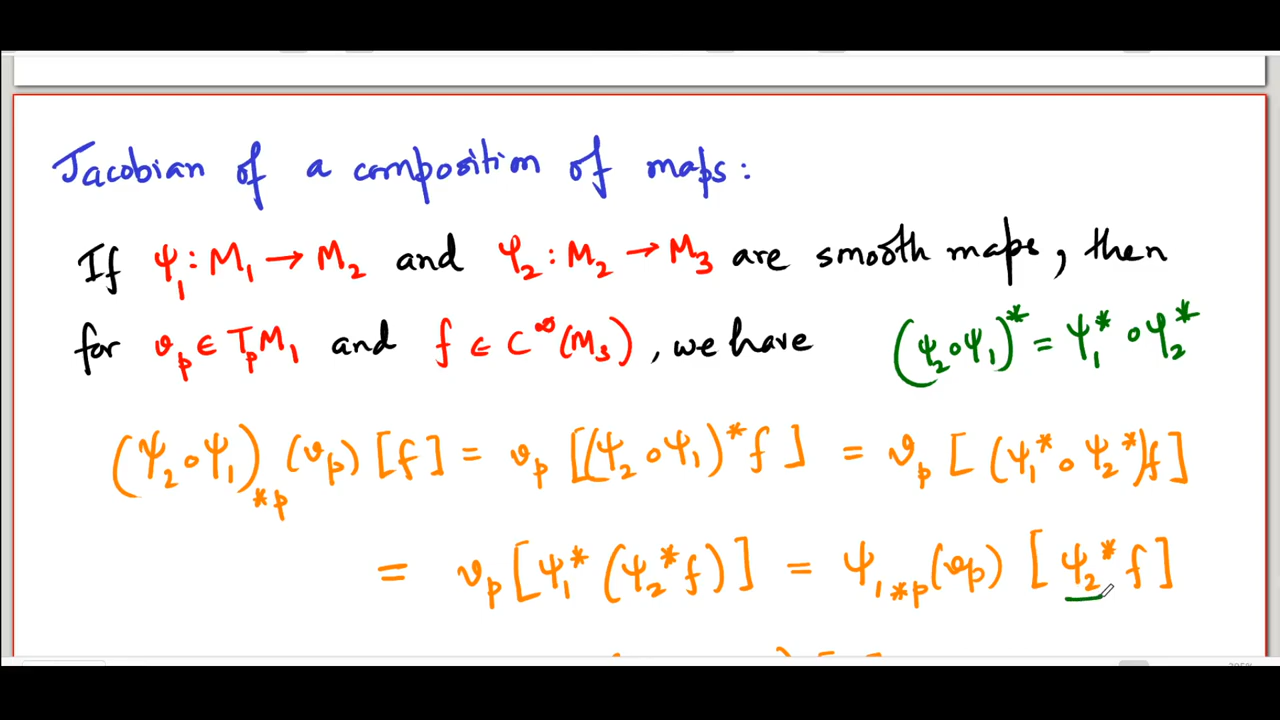 Jacobian of a composition of maps:
If ψ₁ : M₁ → M₂ and ψ₂ : M₂ → M₃ are smooth maps, then
for v_p ∈ T_pM₁ and f ∈ C^∞(M₃), we have (ψ₂∘ψ₁)^* = ψ₁^* ∘ ψ₂^*
(ψ₂∘ψ₁)_{*p} (v_p) [f] = v_p [(ψ₂∘ψ₁)^* f] = v_p [(ψ₁^* ∘ ψ₂^*)f]
= v_p [ψ₁^* (ψ₂^* f)] = ψ_{1*p}(v_p) [ψ₂^* f]